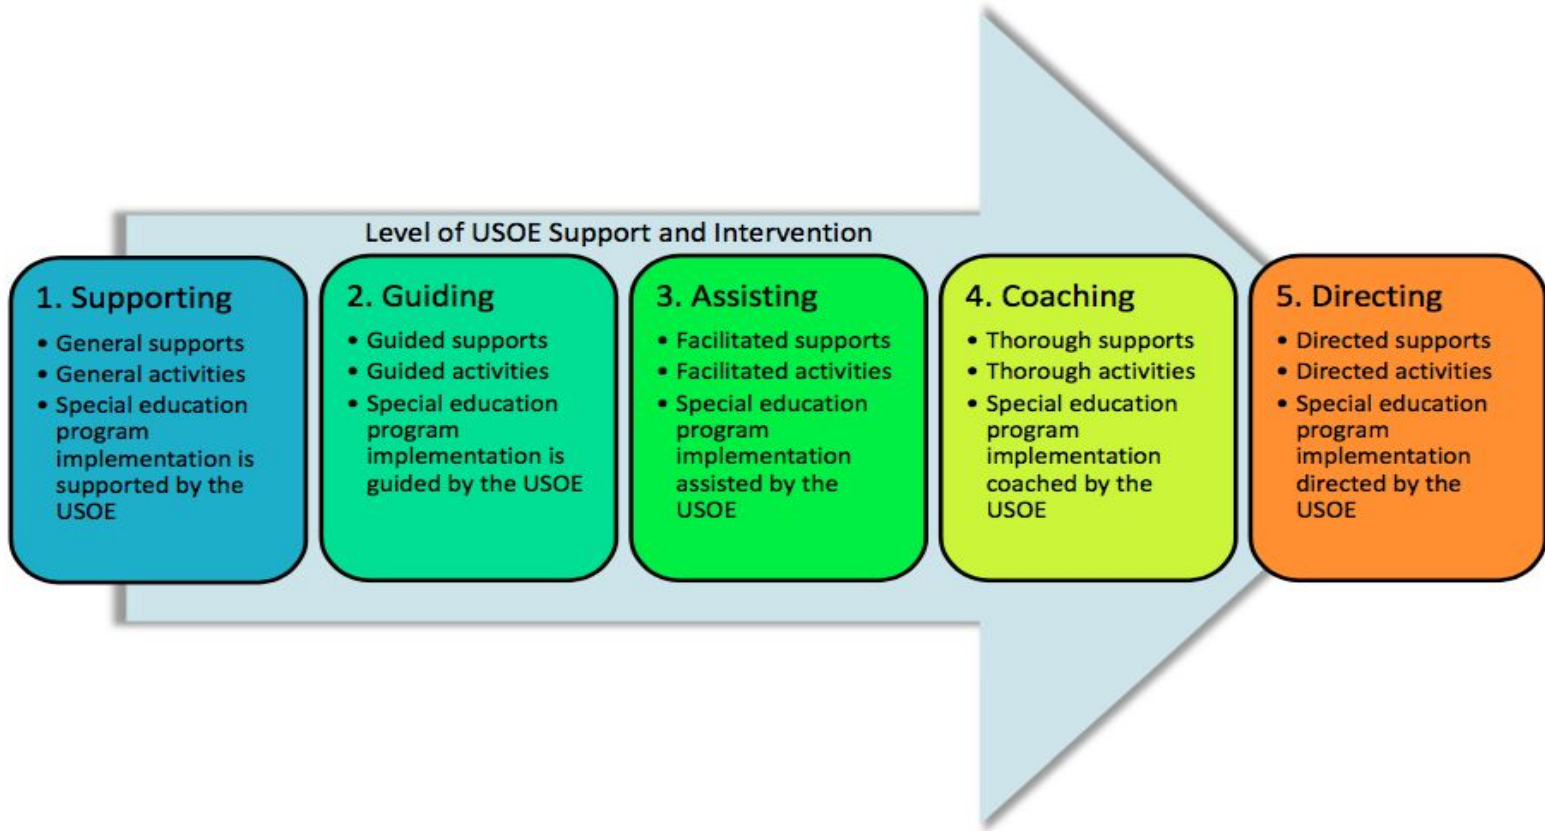 Level of USOE Support and Intervention
1. Supporting
• General supports
• General activities
• Special education
program
implementation is
supported by the
USOE
2. Guiding
• Guided supports
• Guided activities
• Special education
program
implementation is
guided by the USOE
3. Assisting
• Facilitated supports
• Facilitated activities
• Special education
program
implementation
assisted by the
USOE
4. Coaching
• Thorough supports
• Thorough activities
• Special education
program
implementation
coached by the
USOE
5. Directing
• Directed supports
• Directed activities
• Special education
program
implementation
directed by the
USOE